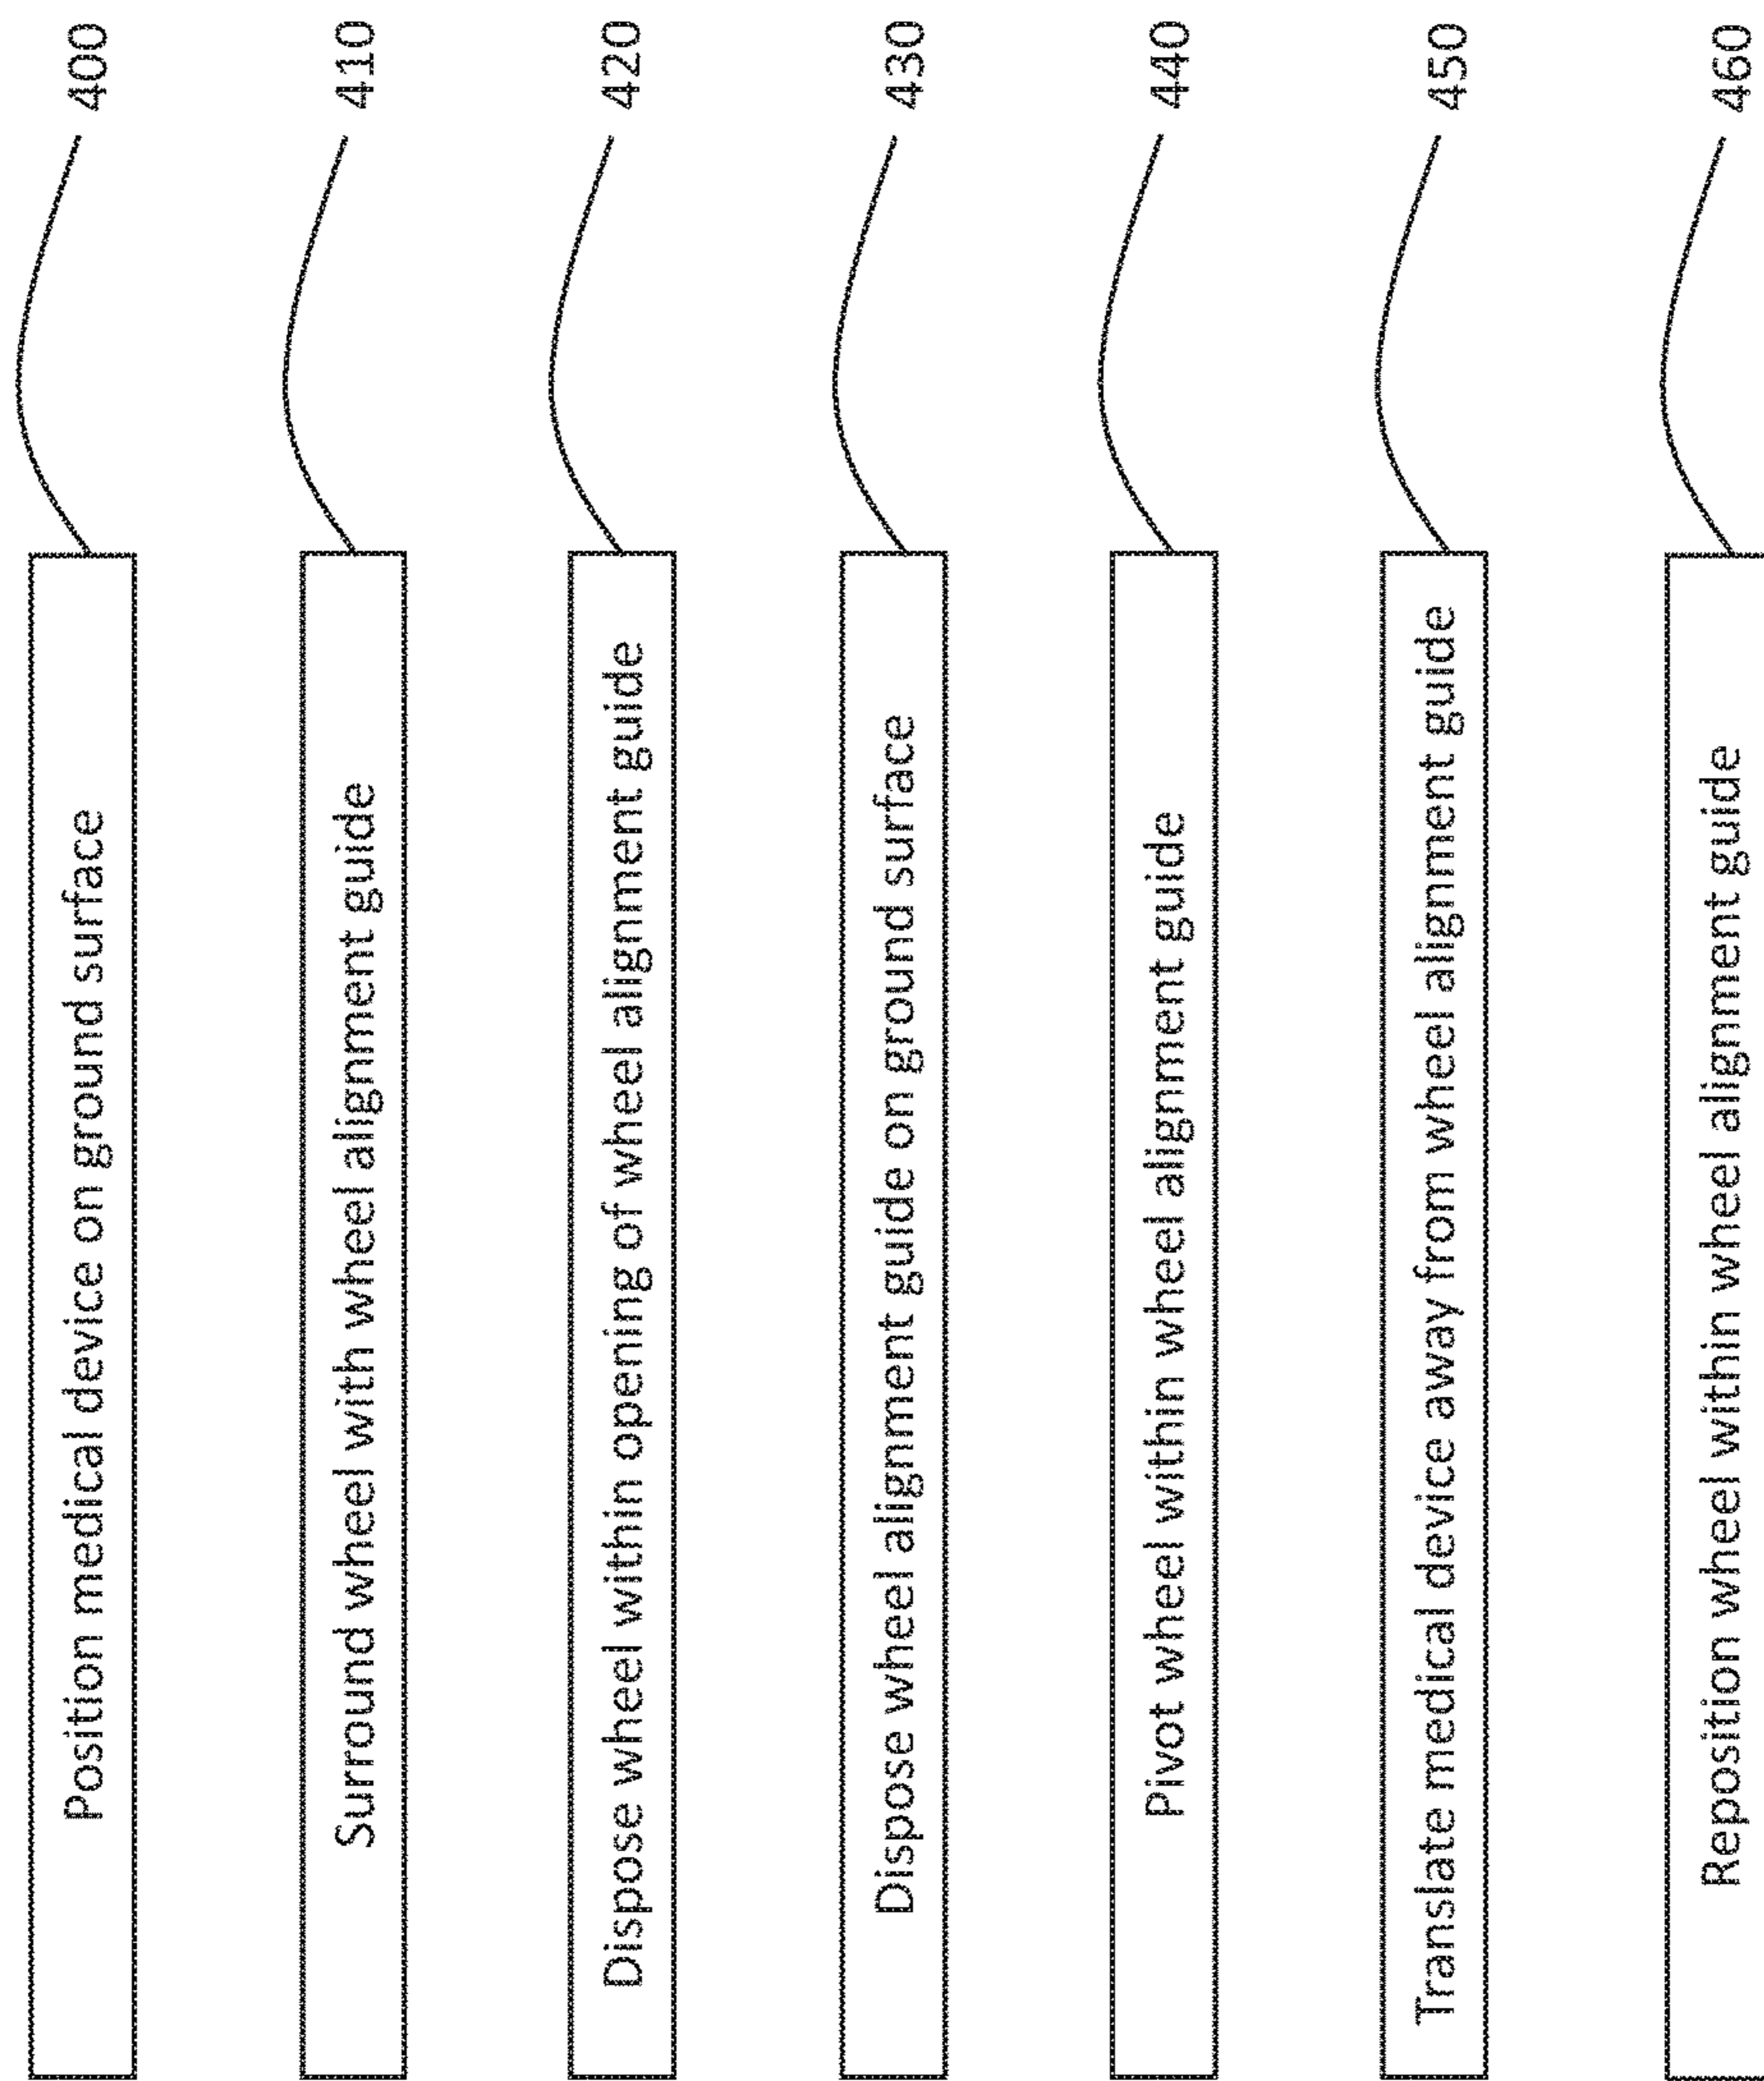 Position medical device on ground surface 400
Surround wheel with wheel alignment guide 410
Dispose wheel within opening of wheel alignment guide 420
Dispose wheel alignment guide on ground surface 430
Pivot wheel within wheel alignment guide 440
Translate medical device away from wheel alignment guide 450
Reposition wheel within wheel alignment guide 460